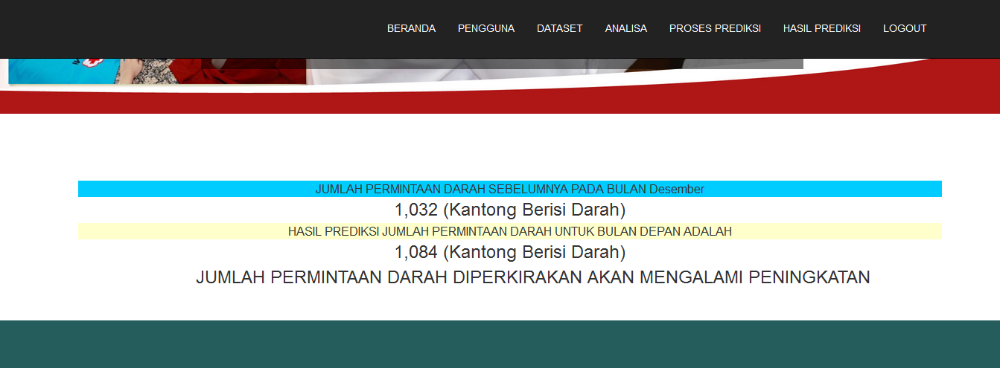 BERANDA PENGGUNA DATASET ANALISA PROSES PREDIKSI HASIL PREDIKSI LOGOUT
JUMLAH PERMINTAAN DARAH SEBELUMNYA PADA BULAN Desember
1,032 (Kantong Berisi Darah)
HASIL PREDIKSI JUMLAH PERMINTAAN DARAH UNTUK BULAN DEPAN ADALAH
1,084 (Kantong Berisi Darah)
JUMLAH PERMINTAAN DARAH DIPERKIRAKAN AKAN MENGALAMI PENINGKATAN